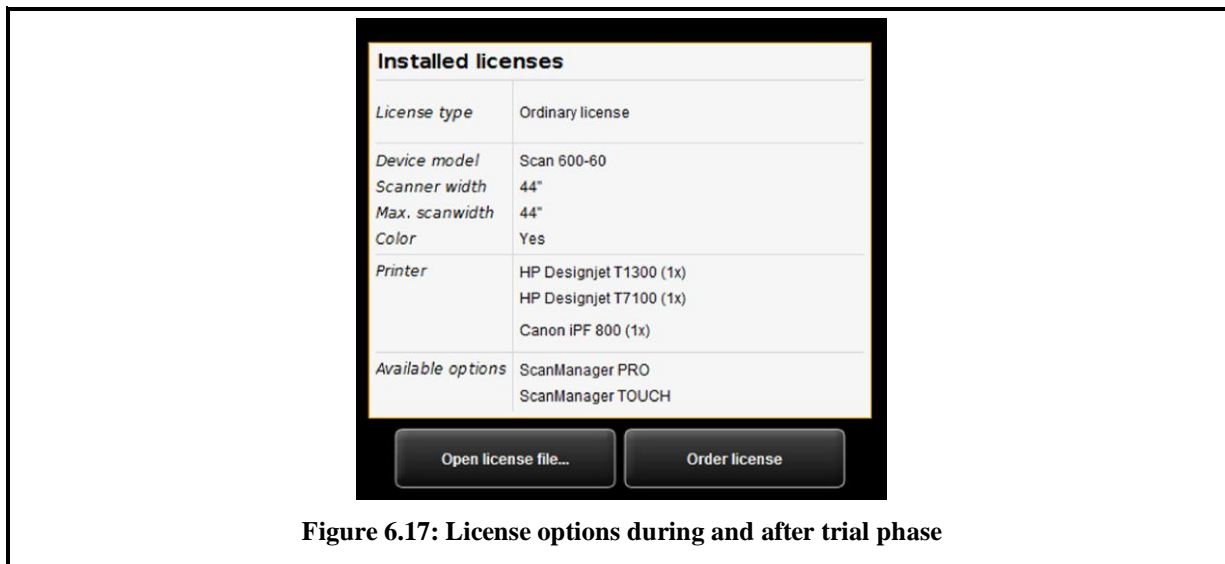 Installed licenses
License type Ordinary license
Device model Scan 600-60
Scanner width 44"
Max. scanwidth 44"
Color Yes
Printer HP Designjet T1300 (1x)
HP Designjet T7100 (1x)
Canon iPF 800 (1x)
Available options ScanManager PRO
ScanManager TOUCH
Open license file... Order license
Figure 6.17: License options during and after trial phase